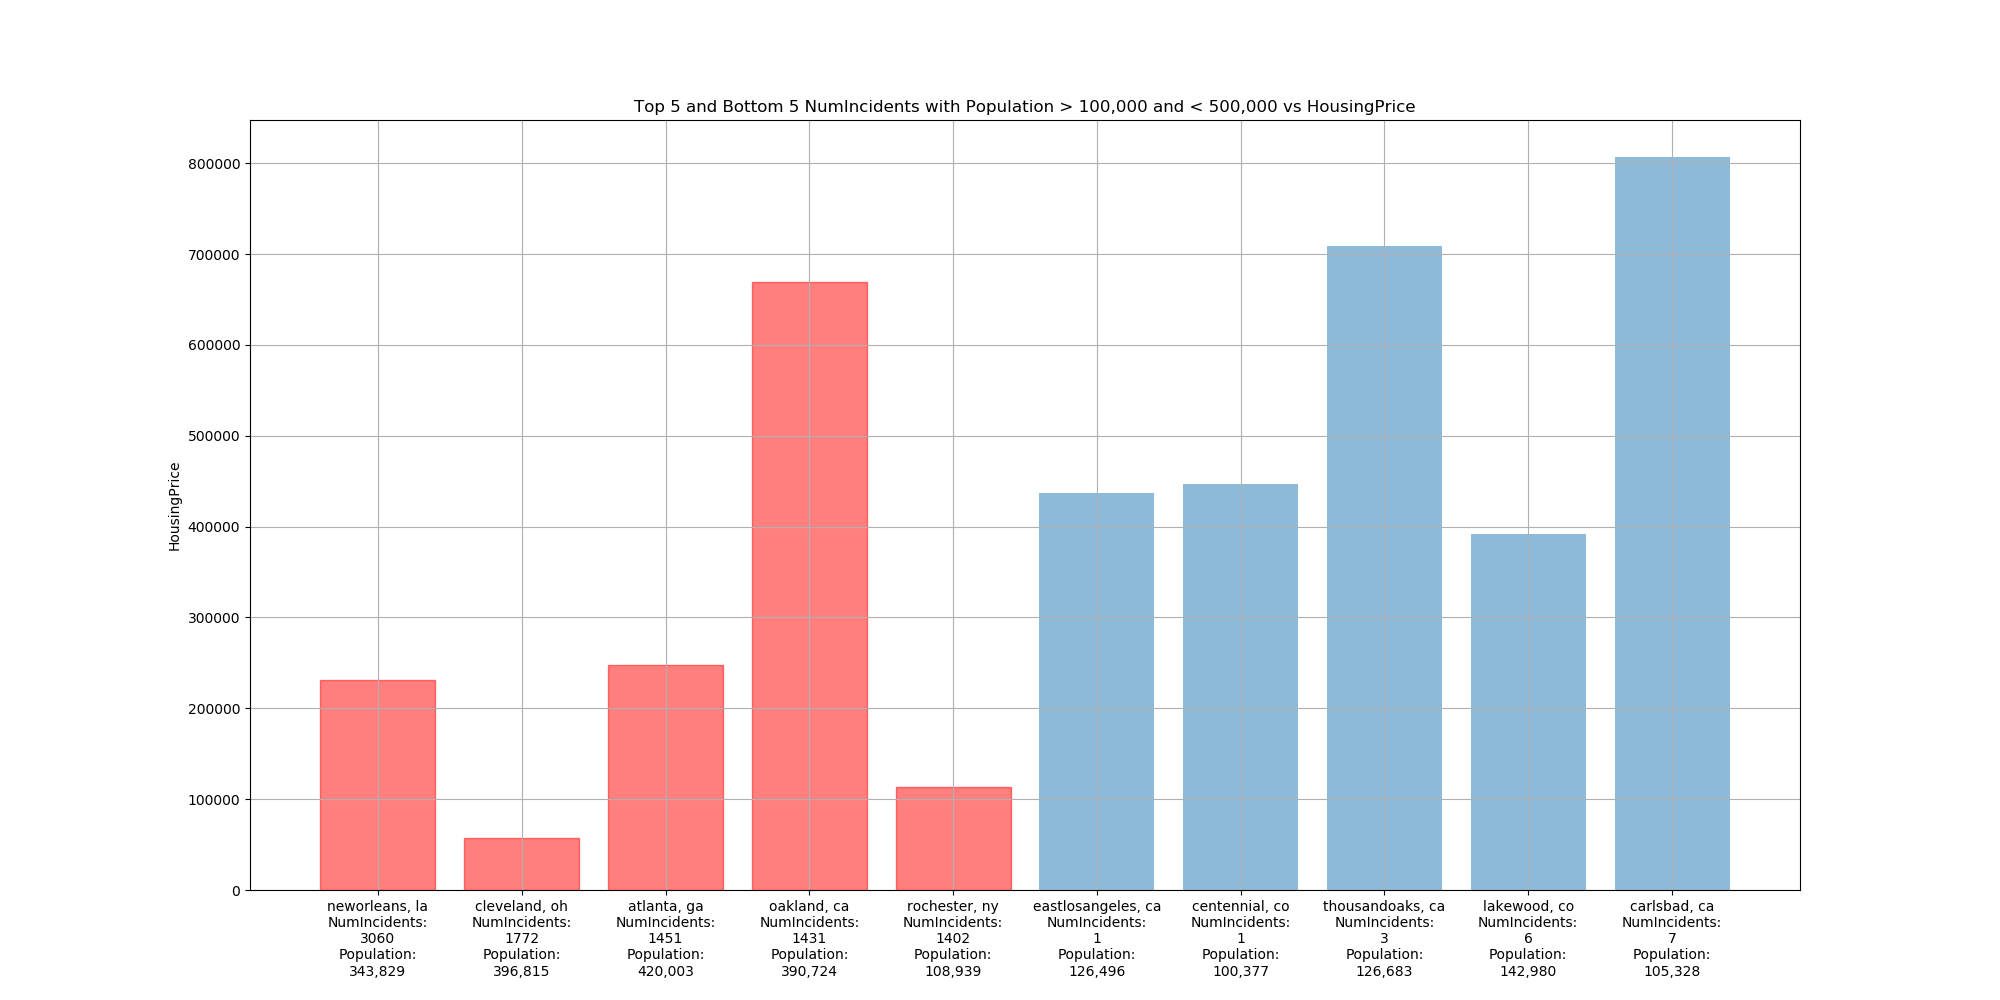 Top 5 and Bottom 5 NumIncidents with Population > 100,000 and < 500,000 vs HousingPrice
HousingPrice
800000
700000
600000
500000
400000
300000
200000
100000
0
neworleans, la
NumIncidents:
3060
Population:
343,829
cleveland, oh
NumIncidents:
1772
Population:
396,815
atlanta, ga
NumIncidents:
1451
Population:
420,003
oakland, ca
NumIncidents:
1431
Population:
390,724
rochester, ny
NumIncidents:
1402
Population:
108,939
eastlosangeles, ca
NumIncidents:
1
Population:
126,496
centennial, co
NumIncidents:
1
Population:
100,377
thousandoaks, ca
NumIncidents:
3
Population:
126,683
lakewood, co
NumIncidents:
6
Population:
142,980
carlsbad, ca
NumIncidents:
7
Population:
105,328